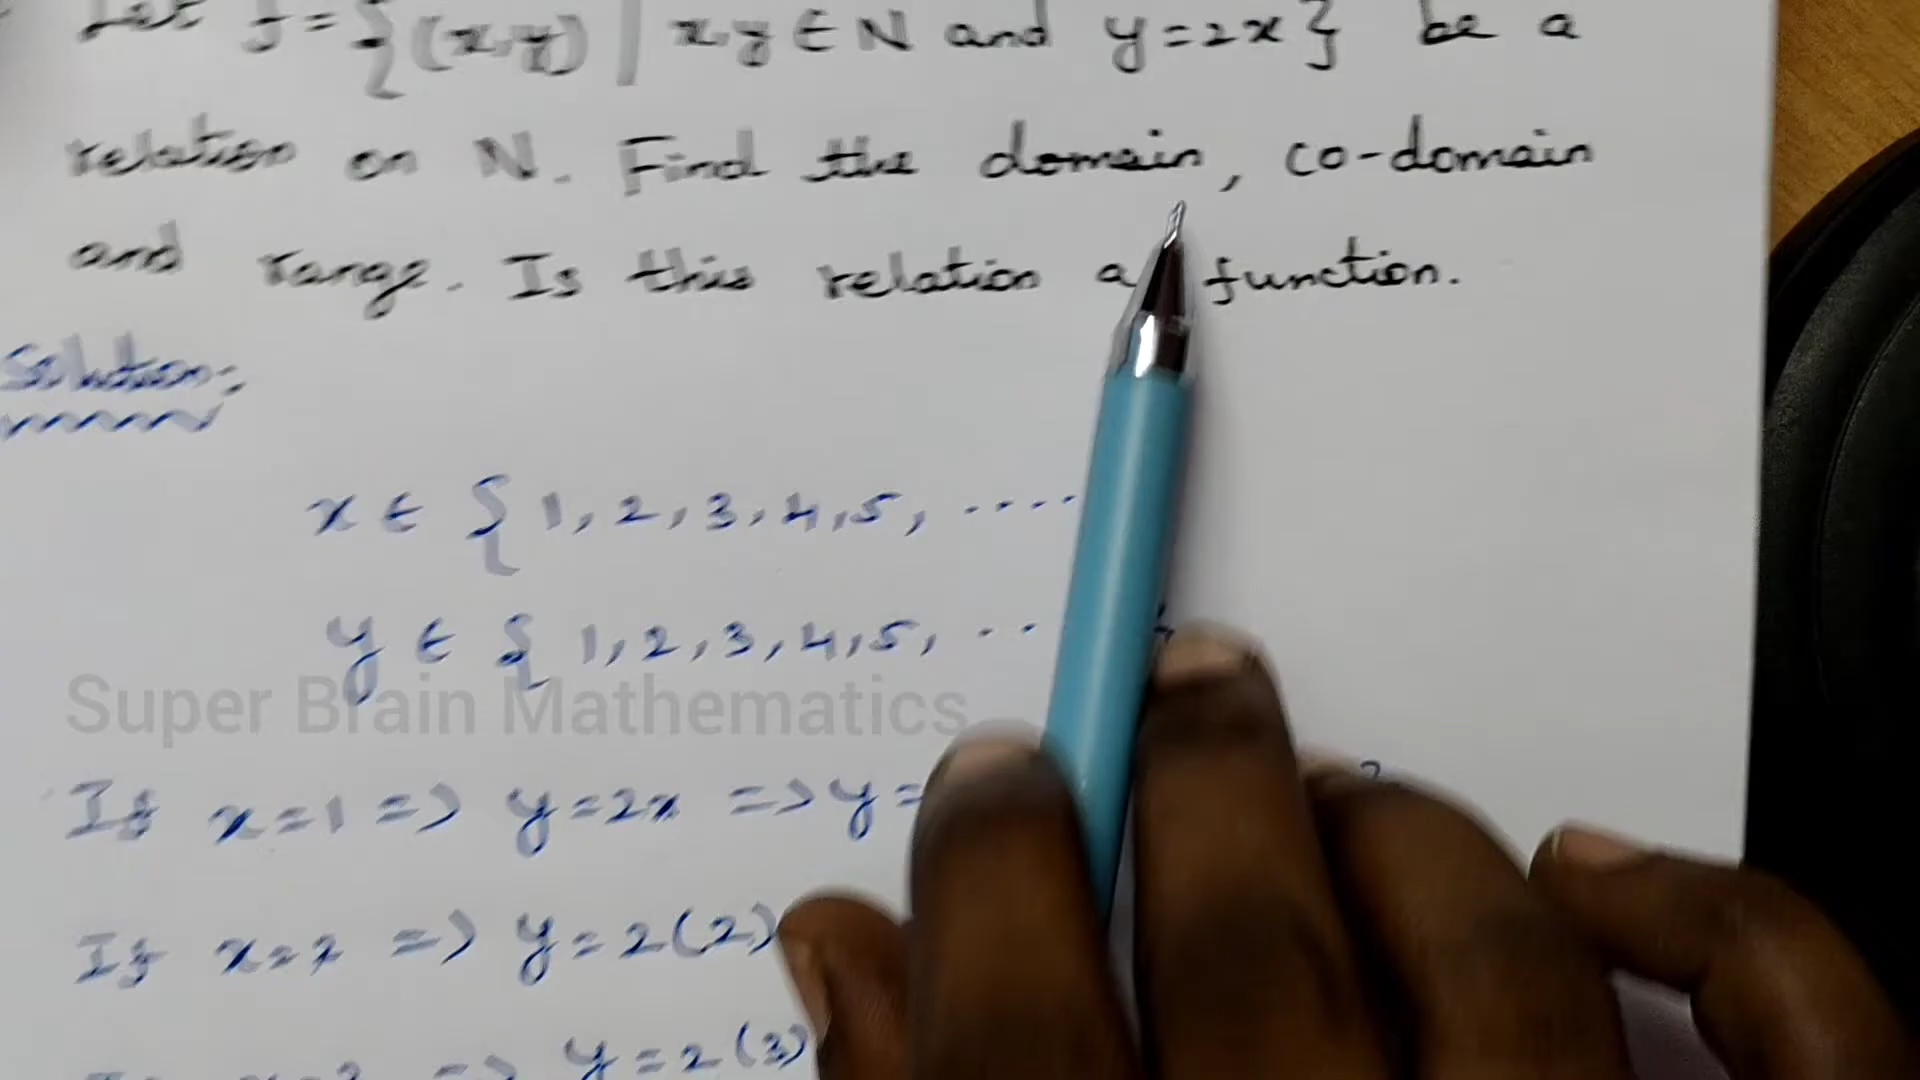 Let f = {(x,y) | x,y ∈ N and y=2x} be a
relation on N. Find the domain, co-domain
and range. Is this relation a function.
Solution:
x ∈ { 1, 2, 3, 4, 5, ....
y ∈ { 1, 2, 3, 4, 5, ..
Super Brain Mathematics
If x=1 => y=2x => y=
If x=2 => y=2(2)
=> y=2(3)